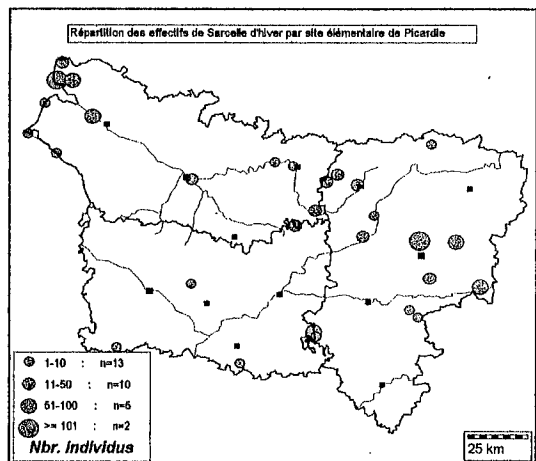 Répartition des effectifs de Sarcelle d'hiver par site élémentaire de Picardie
1-10 : n=13
11-50 : n=10
51-100 : n=5
>= 101 : n=2
Nbr. Individus
25 km